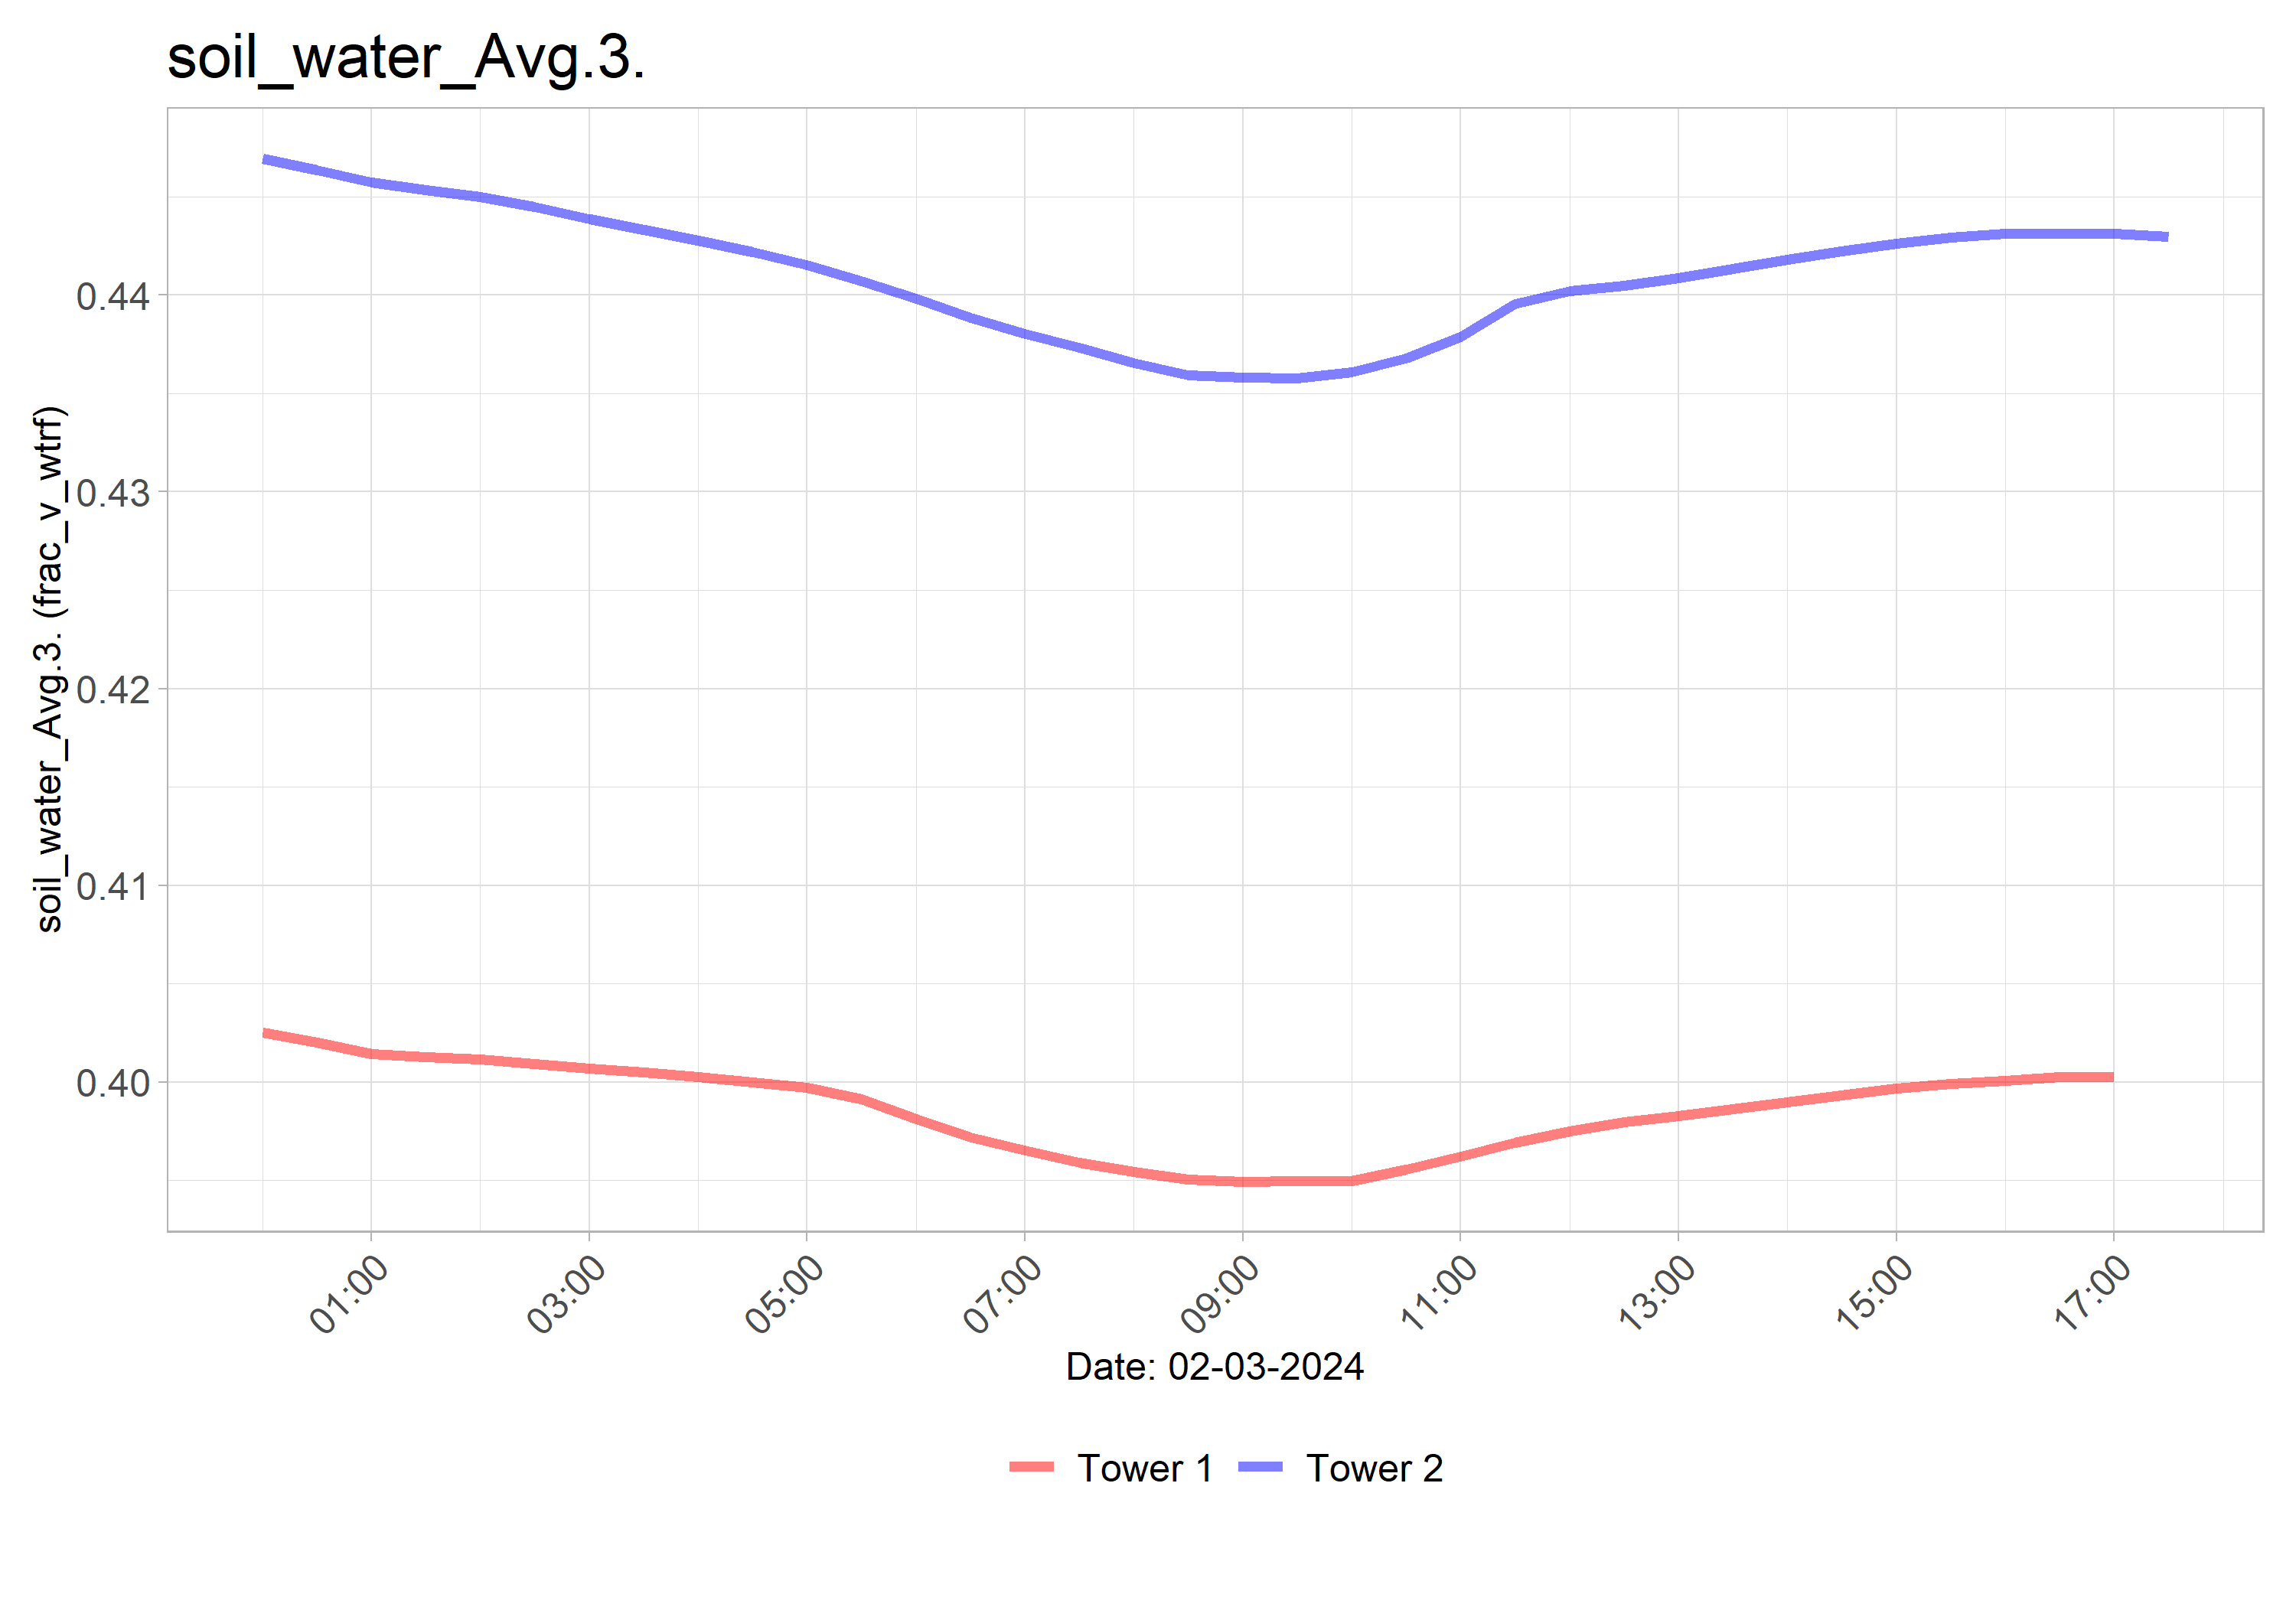 soil_water_Avg.3.
soil_water_Avg.3. (frac_v_wtrf)
0.44
0.43
0.42
0.41
0.40
01:00
03:00
05:00
07:00
09:00
11:00
13:00
15:00
17:00
Date: 02-03-2024
Tower 1
Tower 2